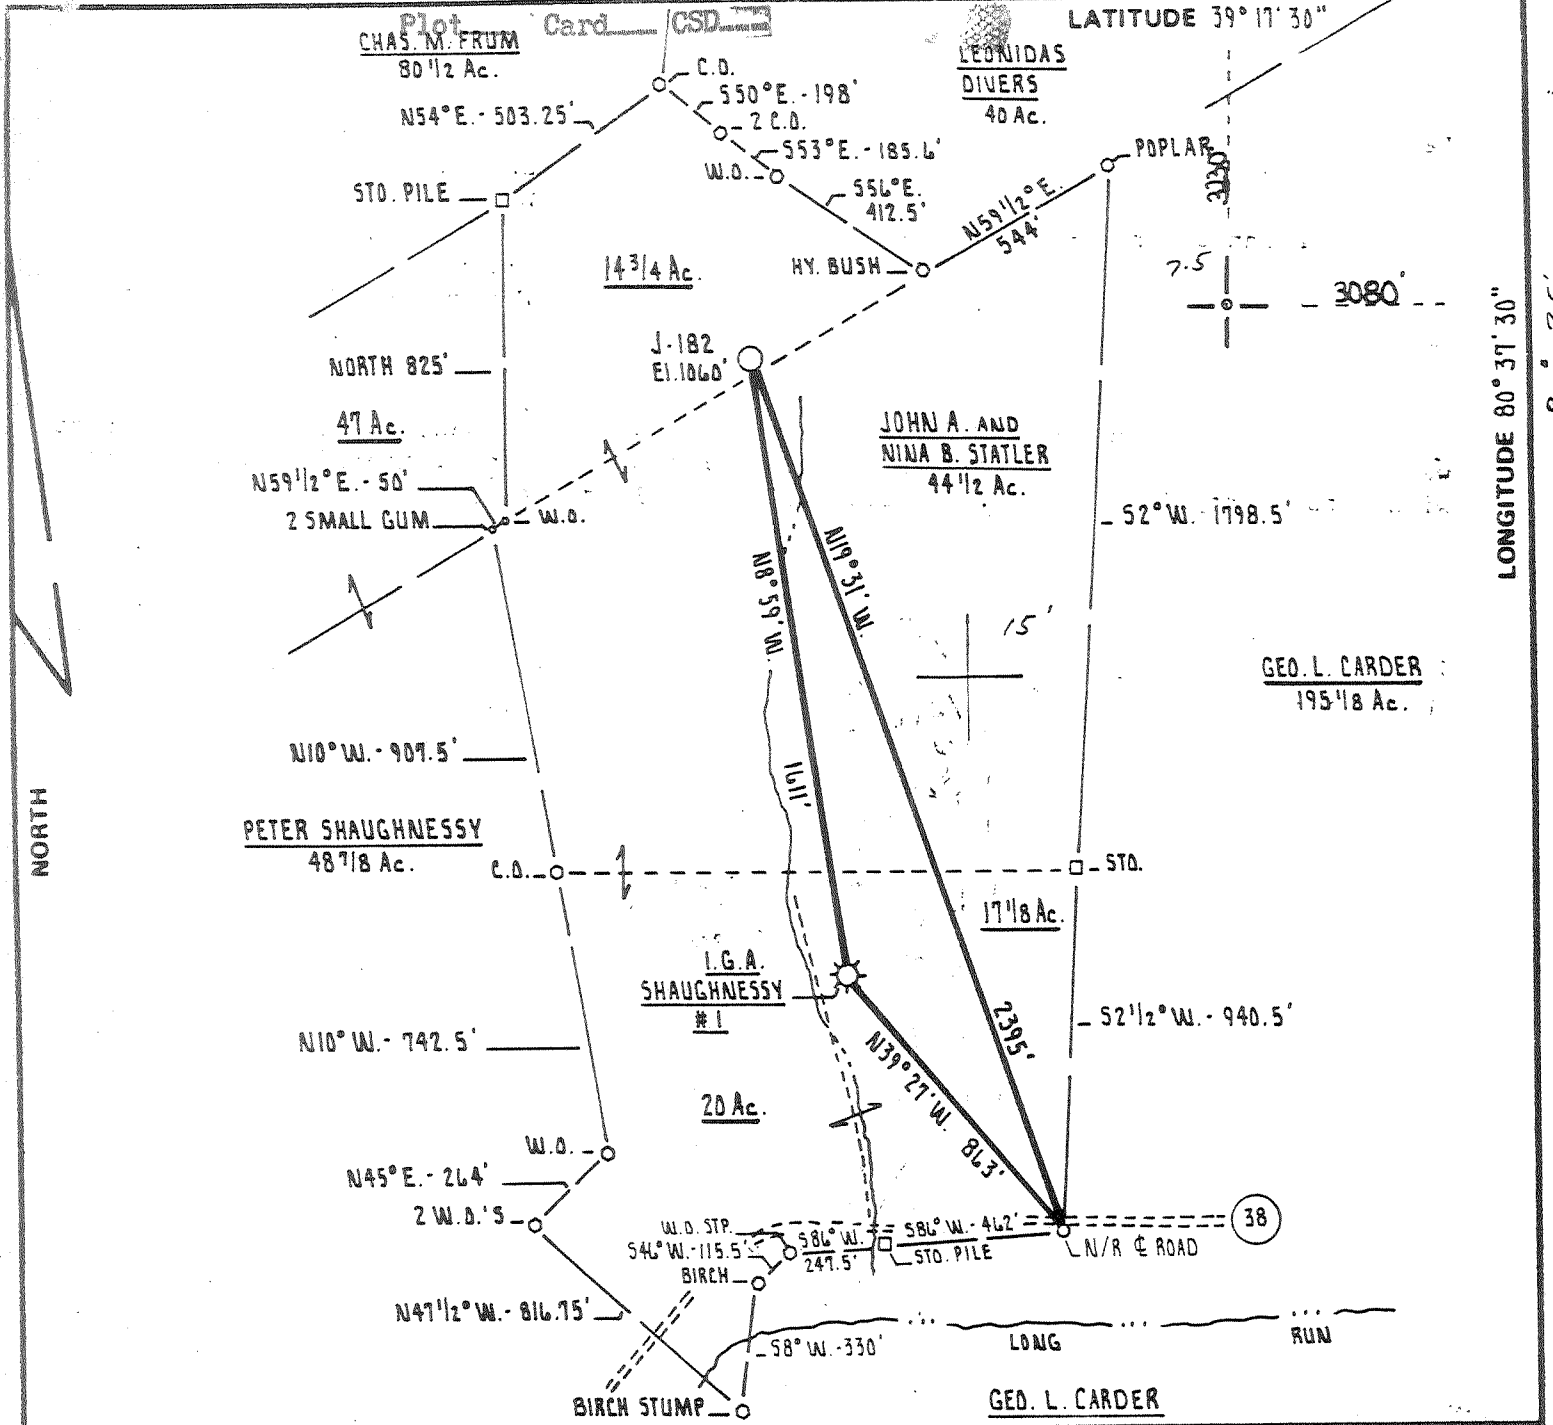 Plot Card CSD
LATITUDE 39° 17' 30"
CHAS. M. FRUM
80 1/2 Ac.
LEONIDAS
DIVERS
40 Ac.
C.O.
S50°E.-198'
N54°E.-503.25'
2 C.O.
S53°E.-185.6'
W.O.
POPLAR
3130
STO. PILE
S56°E.
412.5'
N59 1/2°E.
544'
14 3/4 Ac.
HY. BUSH
7.5
3080'
LONGITUDE 80° 37' 30"
J-182
El. 1060'
NORTH 825'
47 Ac.
JOHN A. AND
NINA B. STATLER
44 1/2 Ac.
N59 1/2°E.-50'
2 SMALL GUM
W.O.
S2°W.-1798.5'
N8°59'W.
1611'
N19°31'W.
2395'
15'
GEO. L. CARDER
195 1/8 Ac.
N10°W.-907.5'
NORTH
PETER SHAUGHNESSY
48 7/8 Ac.
C.O.
STO.
17 1/8 Ac.
I.G.A.
SHAUGHNESSY
#1
S2 1/2°W.-940.5'
N10°W.-742.5'
N39°27'W. 863'
20 Ac.
W.O.
N45°E.-264'
2 W.O.'S
W.O. STP.
S46°W.-115.5'
BIRCH
S86°W.
247.5'
S86°W.-462'
STO. PILE
38
N/R ℄ ROAD
N47 1/2°W.-816.75'
S8°W.-330'
LONG RUN
BIRCH STUMP
GEO. L. CARDER